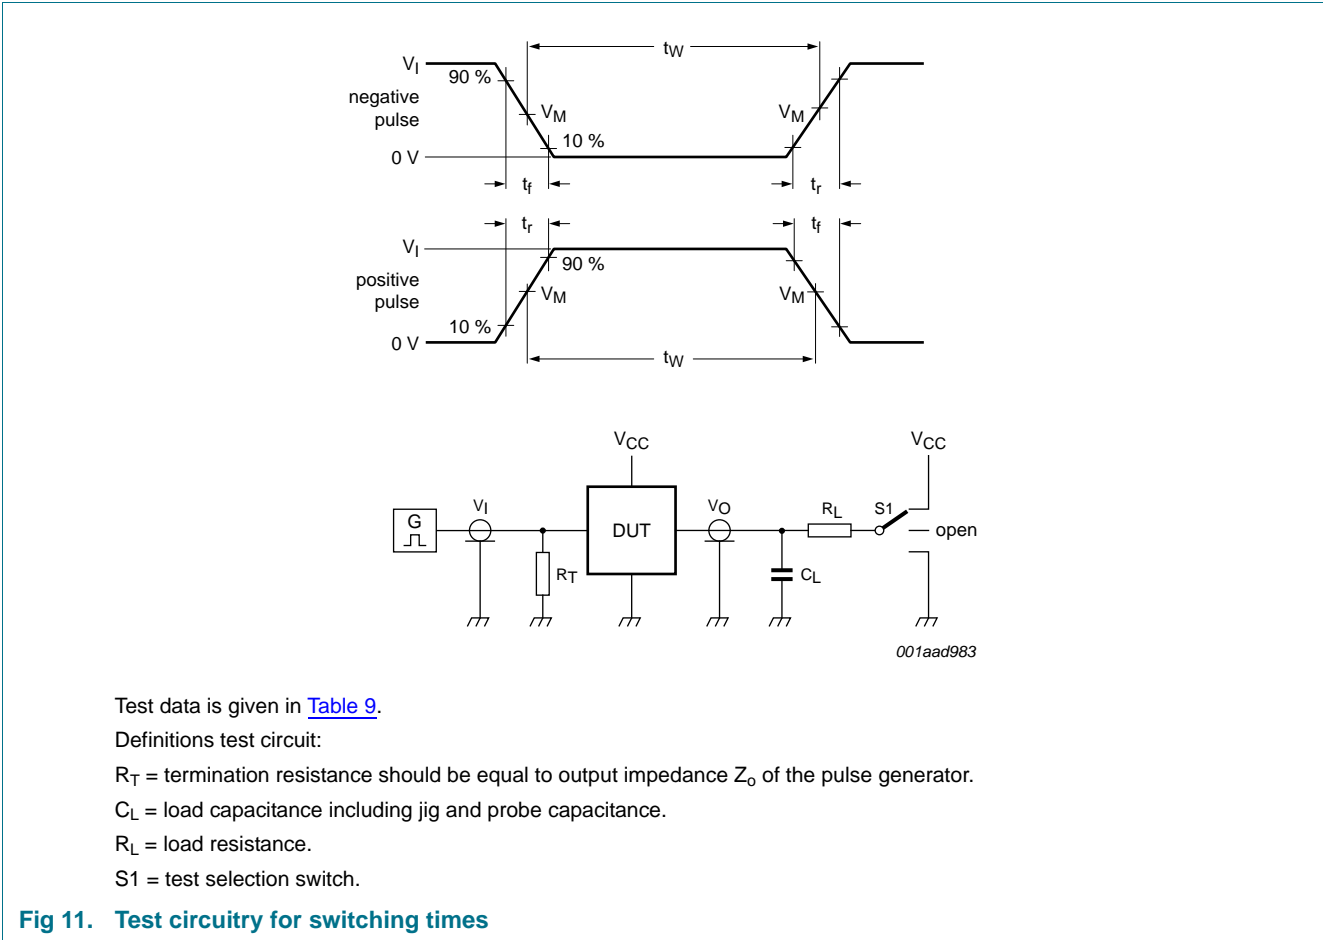 tW
VI
90 %
negative
pulse
VM
VM
10 %
0 V
tf
tr
tr
tf
VI
90 %
positive
pulse
VM
VM
10 %
0 V
tW
VCC
VCC
VI
VO
RL
S1
G
DUT
open
RT
CL
001aad983
Test data is given in Table 9.
Definitions test circuit:
RT = termination resistance should be equal to output impedance Zo of the pulse generator.
CL = load capacitance including jig and probe capacitance.
RL = load resistance.
S1 = test selection switch.
Fig 11. Test circuitry for switching times